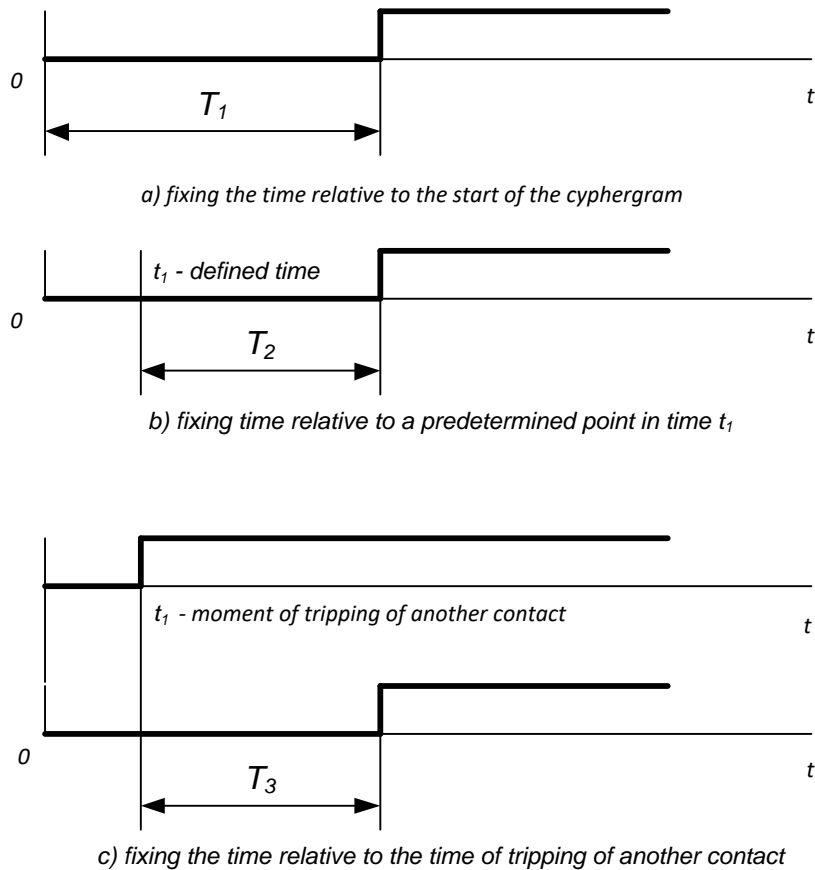 0
t
T₁
a) fixing the time relative to the start of the cyphergram
t₁ - defined time
0
t
T₂
b) fixing time relative to a predetermined point in time t₁
t₁ - moment of tripping of another contact
t
0
t
T₃
c) fixing the time relative to the time of tripping of another contact